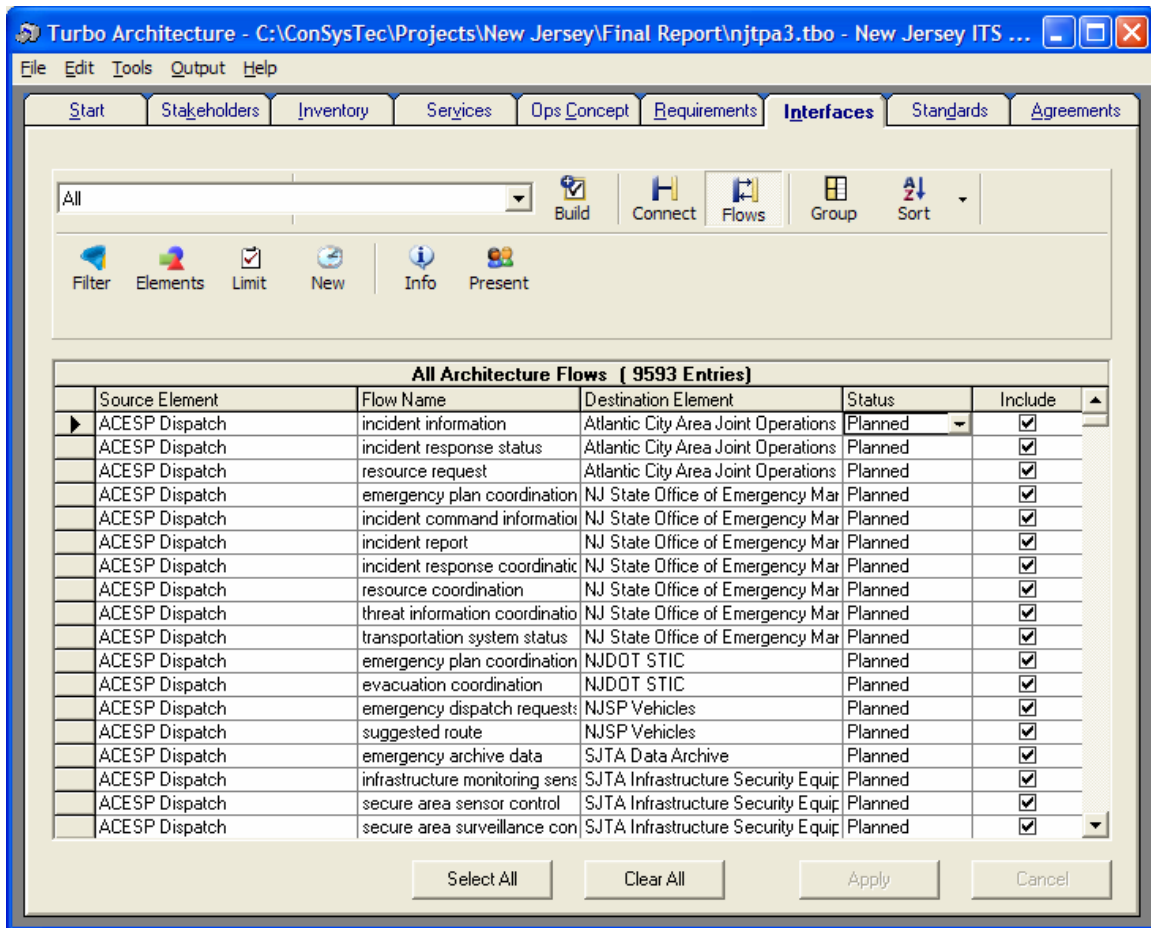 Turbo Architecture - C:\ConSysTec\Projects\New Jersey\Final Report\njtpa3.tbo - New Jersey ITS ...
File Edit Tools Output Help
Start Stakeholders Inventory Services Ops Concept Requirements Interfaces Standards Agreements
All Build Connect Flows Group Sort
Filter Elements Limit New Info Present
All Architecture Flows ( 9593 Entries)
Source Element Flow Name Destination Element Status Include
ACESP Dispatch incident information Atlantic City Area Joint Operations Planned
ACESP Dispatch incident response status Atlantic City Area Joint Operations Planned
ACESP Dispatch resource request Atlantic City Area Joint Operations Planned
ACESP Dispatch emergency plan coordination NJ State Office of Emergency Mar Planned
ACESP Dispatch incident command informatior NJ State Office of Emergency Mar Planned
ACESP Dispatch incident report NJ State Office of Emergency Mar Planned
ACESP Dispatch incident response coordinatic NJ State Office of Emergency Mar Planned
ACESP Dispatch resource coordination NJ State Office of Emergency Mar Planned
ACESP Dispatch threat information coordinatio NJ State Office of Emergency Mar Planned
ACESP Dispatch transportation system status NJ State Office of Emergency Mar Planned
ACESP Dispatch emergency plan coordination NJDOT STIC Planned
ACESP Dispatch evacuation coordination NJDOT STIC Planned
ACESP Dispatch emergency dispatch requests NJSP Vehicles Planned
ACESP Dispatch suggested route NJSP Vehicles Planned
ACESP Dispatch emergency archive data SJTA Data Archive Planned
ACESP Dispatch infrastructure monitoring sens SJTA Infrastructure Security Equip Planned
ACESP Dispatch secure area sensor control SJTA Infrastructure Security Equip Planned
ACESP Dispatch secure area surveillance con SJTA Infrastructure Security Equip Planned
Select All Clear All Apply Cancel